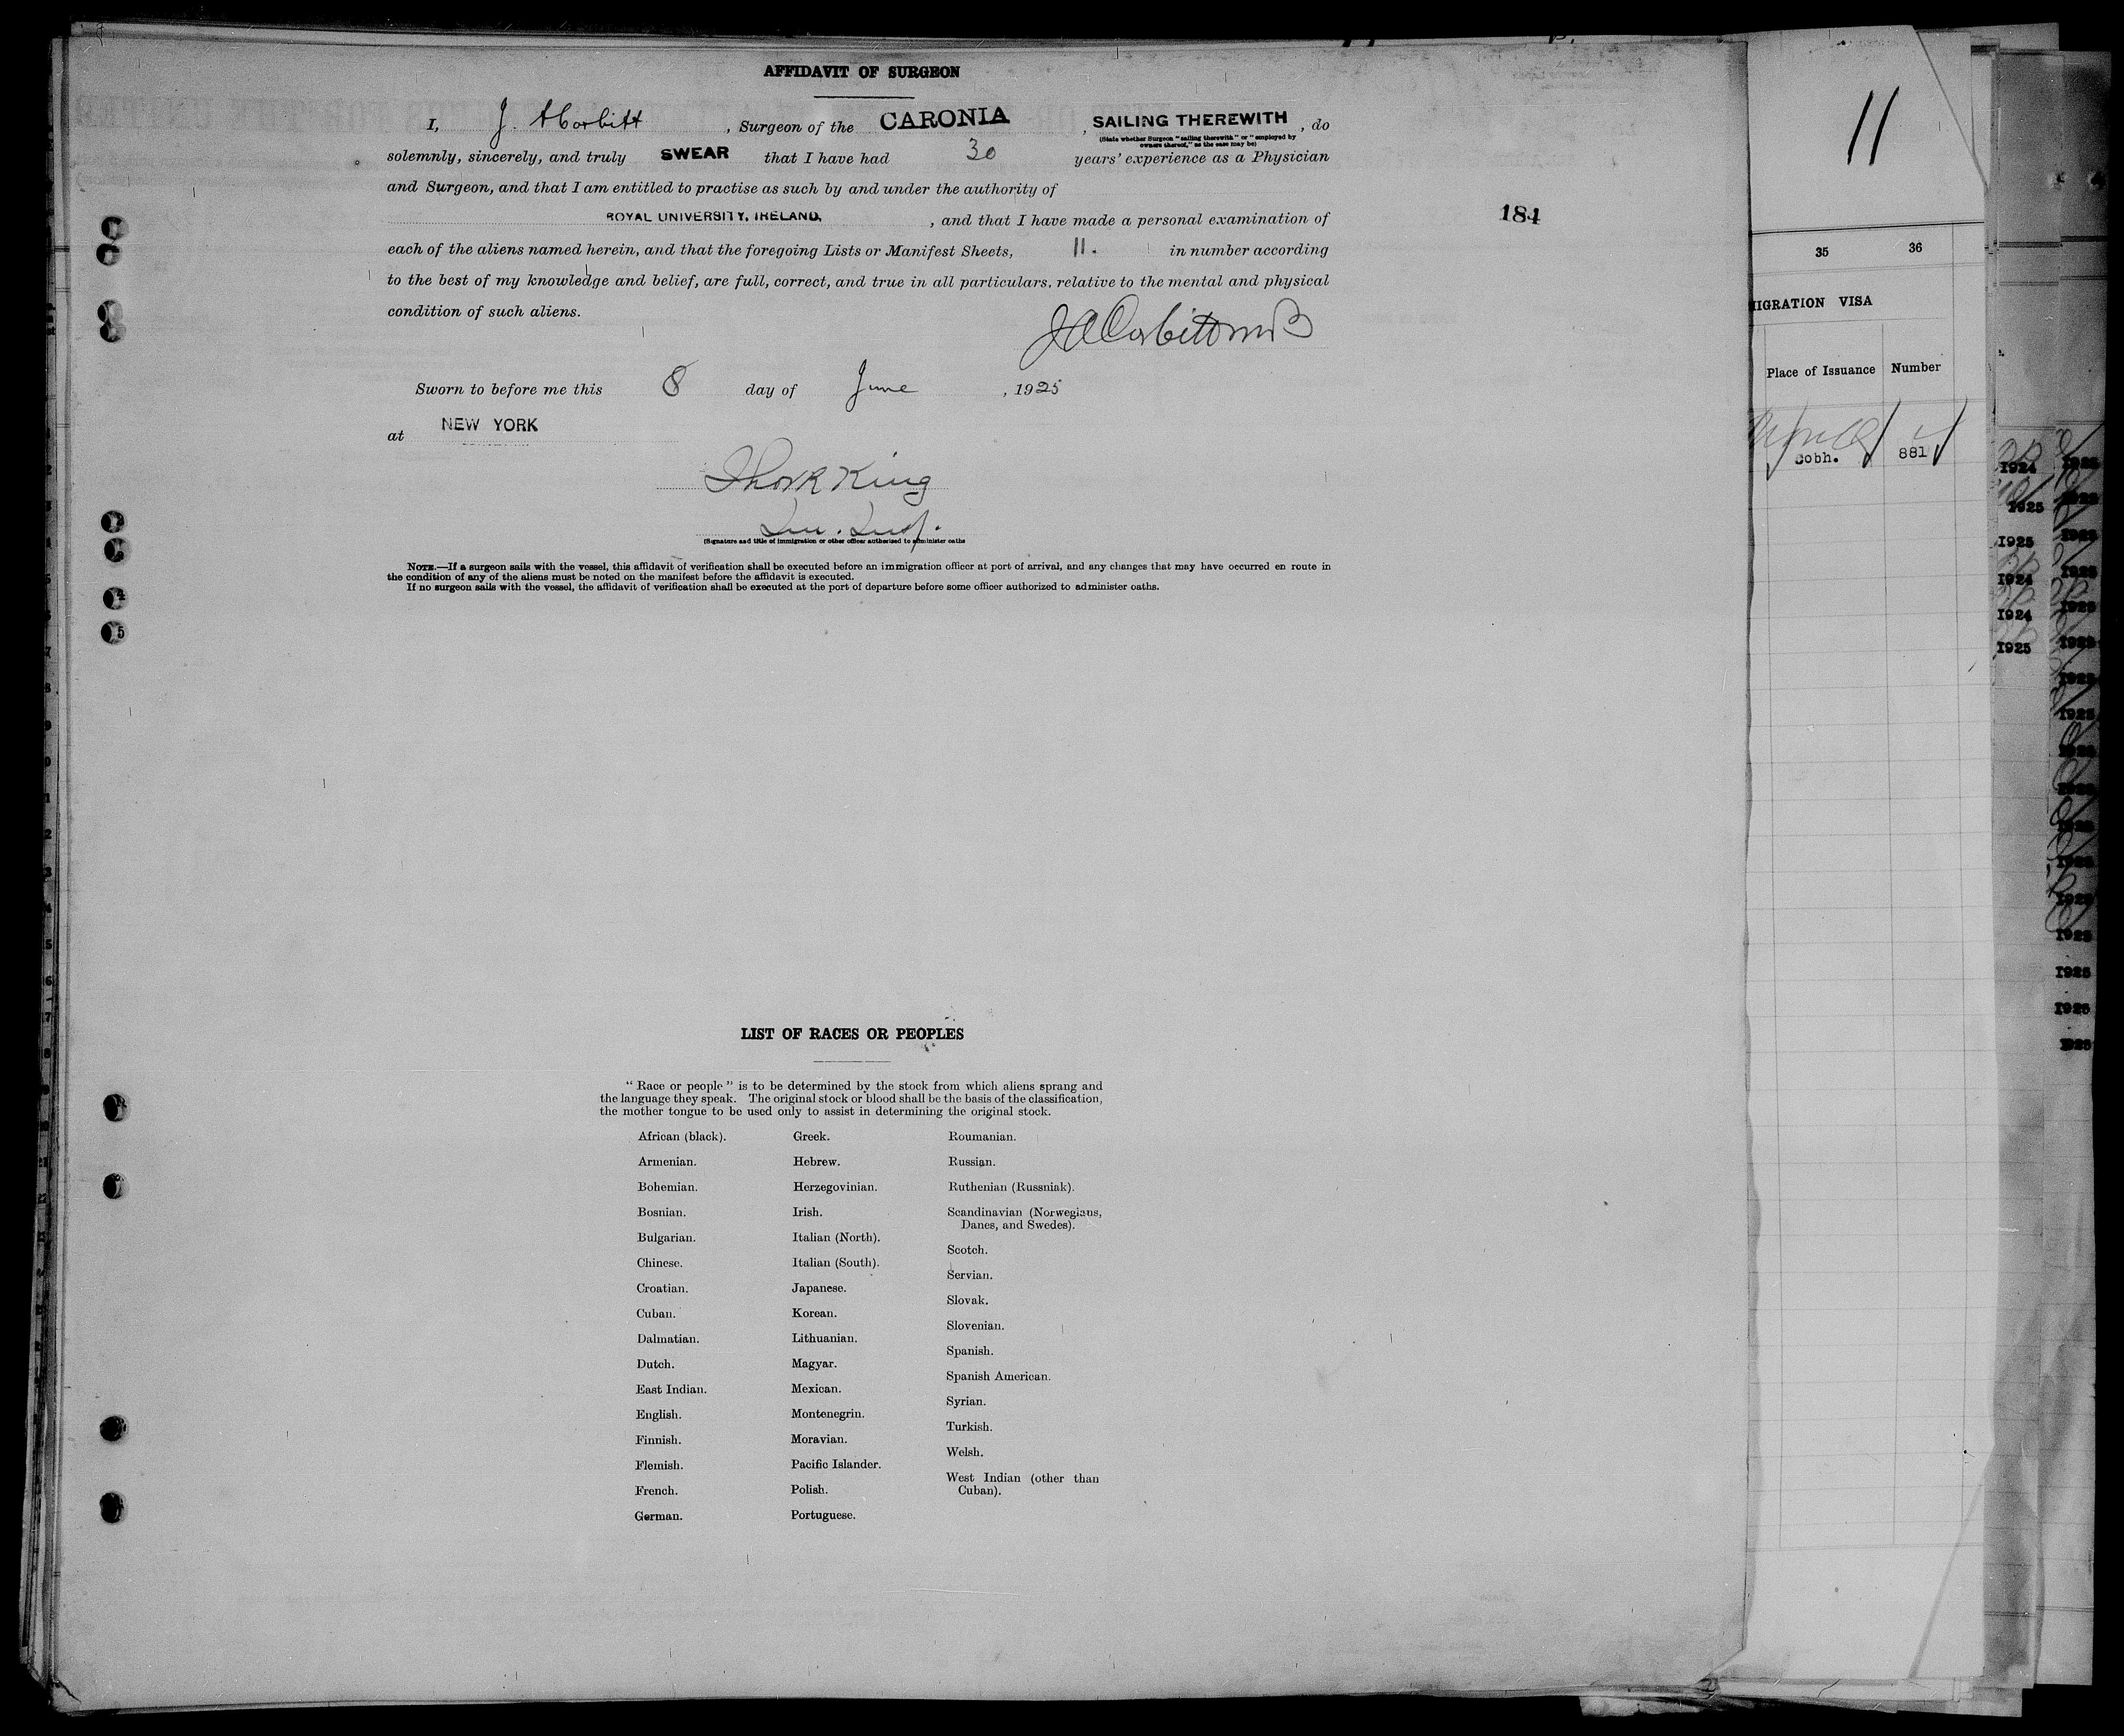 AFFIDAVIT OF SURGEON
I, J. A Corbitt, Surgeon of the CARONIA, SAILING THEREWITH, do
(State whether Surgeon "sailing therewith" or "employed by
owners thereof," as the case may be)
solemnly, sincerely, and truly SWEAR that I have had 30 years' experience as a Physician
and Surgeon, and that I am entitled to practise as such by and under the authority of
ROYAL UNIVERSITY, IRELAND, , and that I have made a personal examination of
each of the aliens named herein, and that the foregoing Lists or Manifest Sheets, 11. in number according
to the best of my knowledge and belief, are full, correct, and true in all particulars, relative to the mental and physical
condition of such aliens.
J A Corbitt MB
Sworn to before me this 8 day of June, 1925
at NEW YORK
King
(Signature and title of immigration or other officer authorized to administer oaths
NOTE.—If a surgeon sails with the vessel, this affidavit of verification shall be executed before an immigration officer at port of arrival, and any changes that may have occurred en route in
the condition of any of the aliens must be noted on the manifest before the affidavit is executed.
If no surgeon sails with the vessel, the affidavit of verification shall be executed at the port of departure before some officer authorized to administer oaths.
184
LIST OF RACES OR PEOPLES
"Race or people" is to be determined by the stock from which aliens sprang and
the language they speak. The original stock or blood shall be the basis of the classification,
the mother tongue to be used only to assist in determining the original stock.
African (black).
Armenian.
Bohemian.
Bosnian.
Bulgarian.
Chinese.
Croatian.
Cuban.
Dalmatian.
Dutch.
East Indian.
English.
Finnish.
Flemish.
French.
German.
Greek.
Hebrew.
Herzegovinian.
Irish.
Italian (North).
Italian (South).
Japanese.
Korean.
Lithuanian.
Magyar.
Mexican.
Montenegrin.
Moravian.
Pacific Islander.
Polish.
Portuguese.
Roumanian.
Russian.
Ruthenian (Russniak).
Scandinavian (Norwegians,
Danes, and Swedes).
Scotch.
Servian.
Slovak.
Slovenian.
Spanish.
Spanish American.
Syrian.
Turkish.
Welsh.
West Indian (other than
Cuban).
11
35 36
MIGRATION VISA
Place of Issuance Number
Cobh. 881
1924
1925
1925
1924
1924
1925
1925
1925
1925
1925
1925